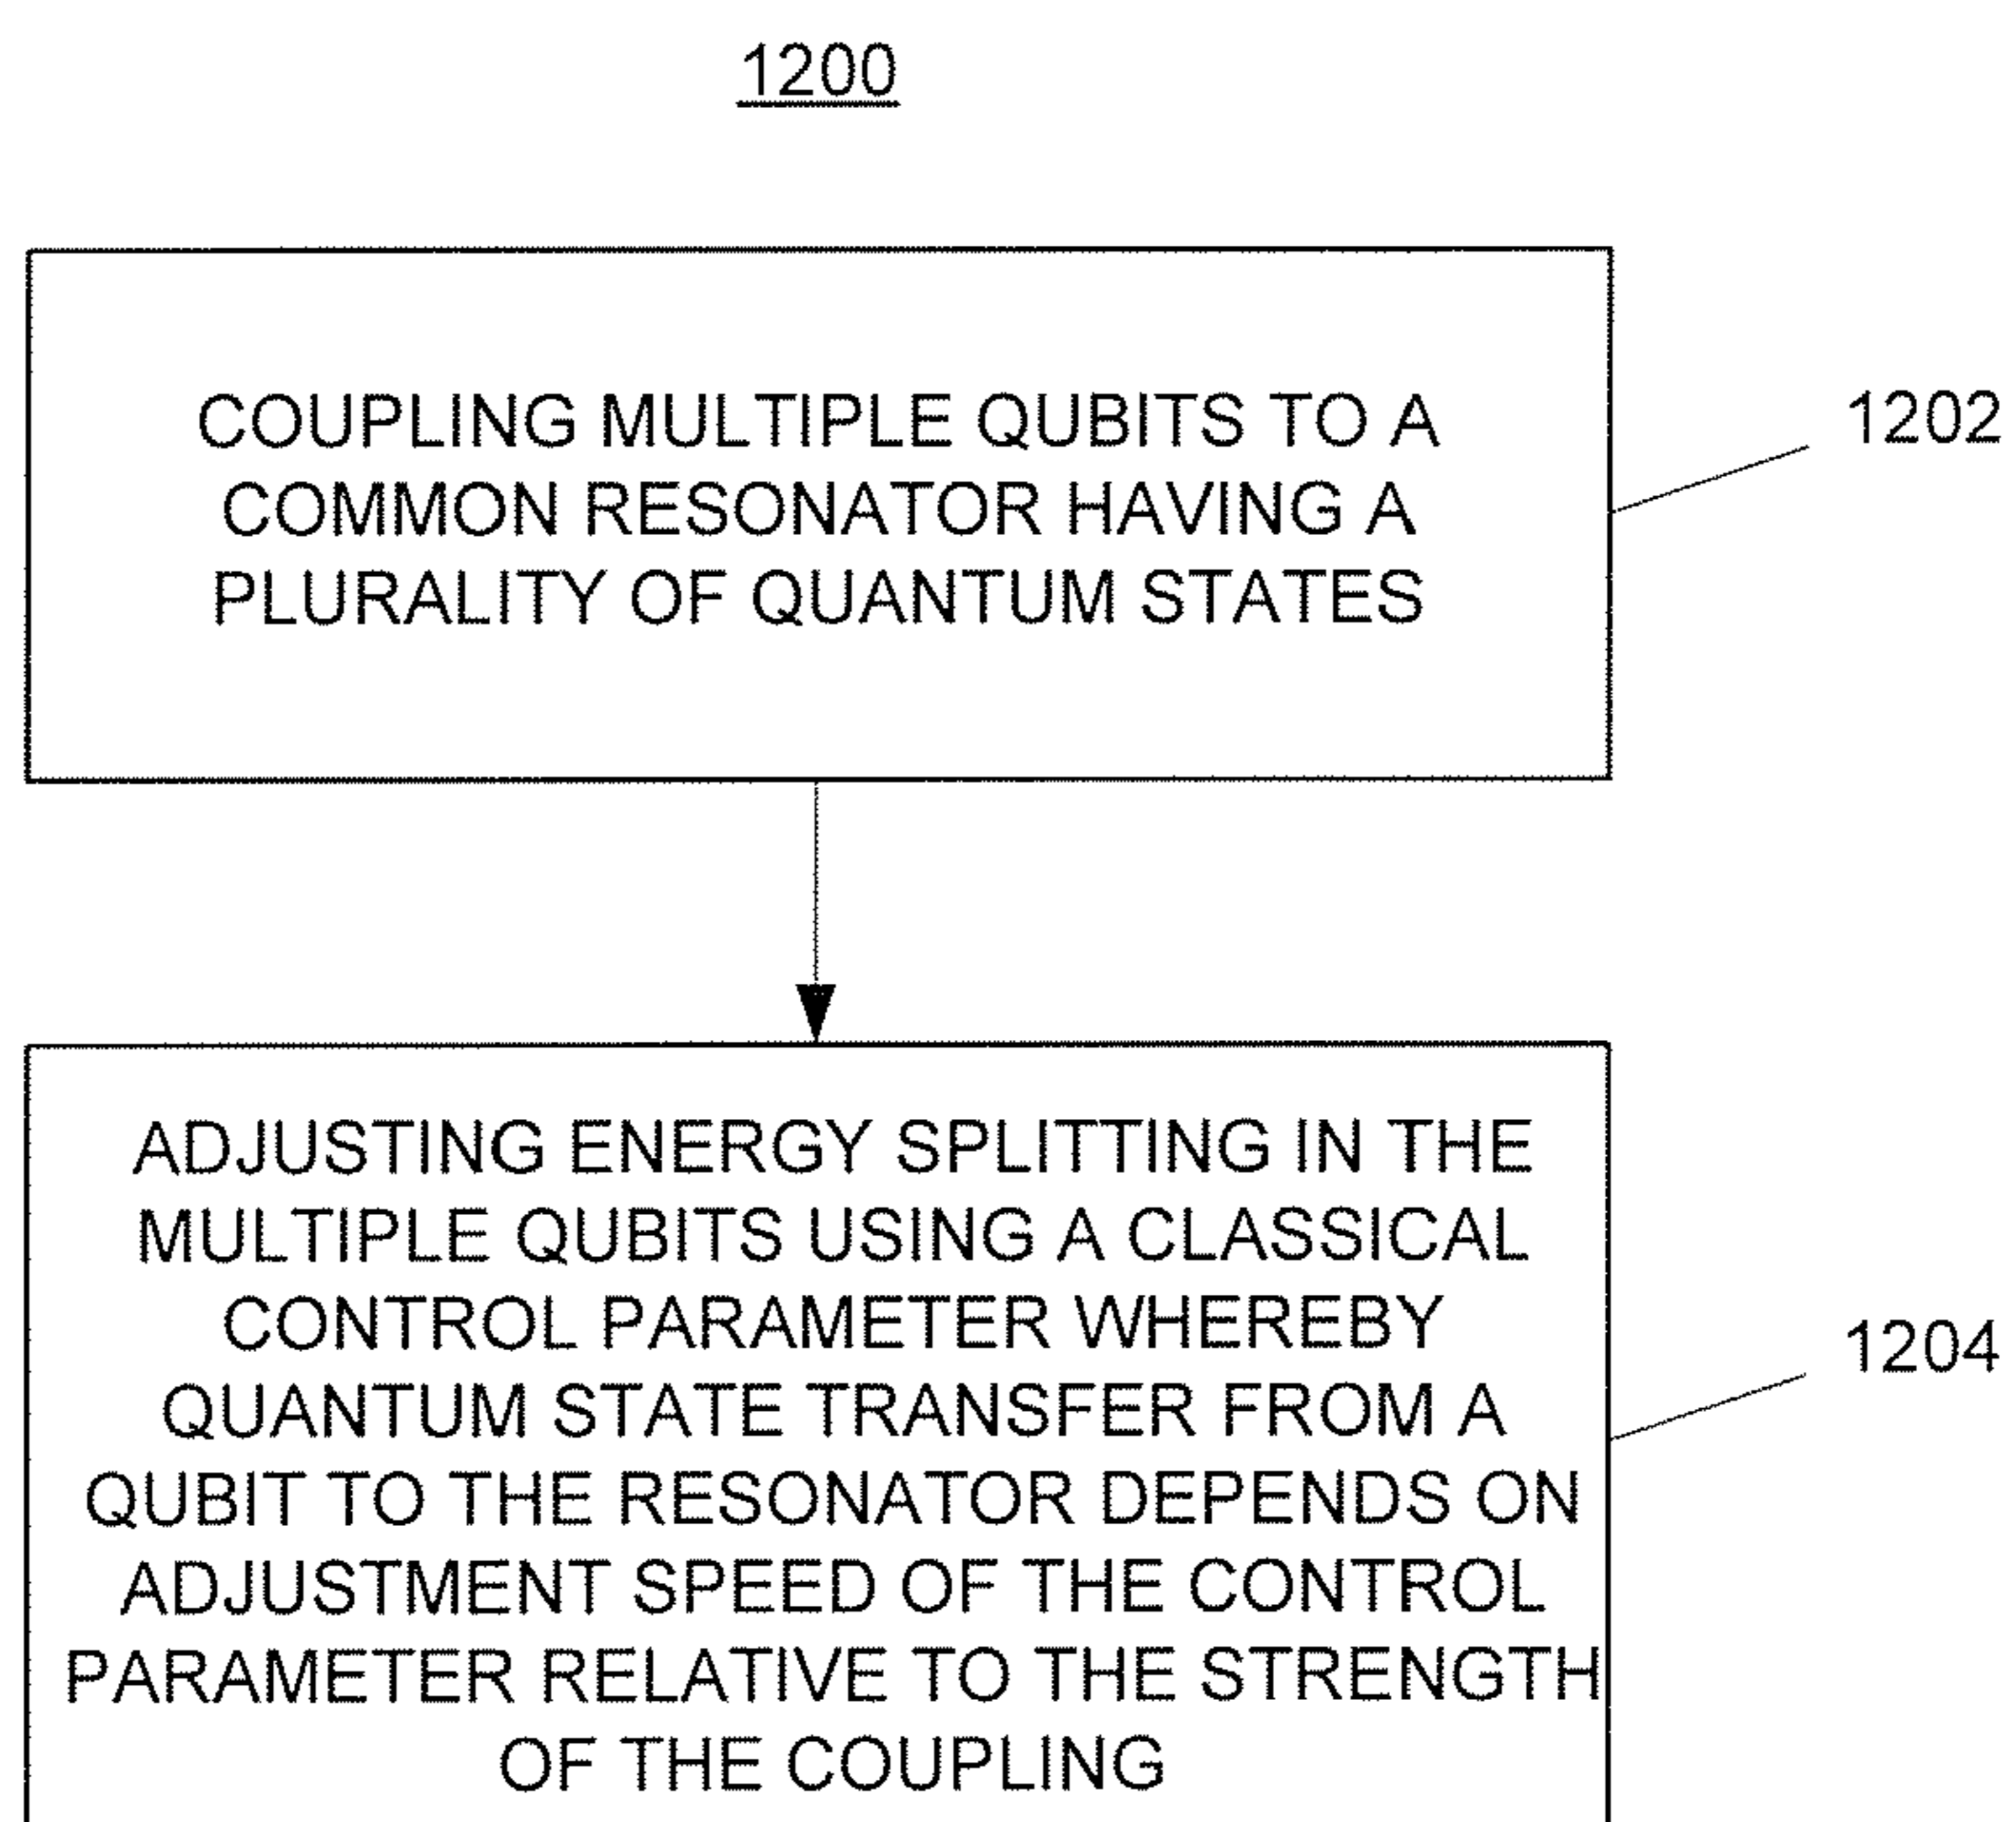 1200
COUPLING MULTIPLE QUBITS TO A
COMMON RESONATOR HAVING A
PLURALITY OF QUANTUM STATES
1202
ADJUSTING ENERGY SPLITTING IN THE
MULTIPLE QUBITS USING A CLASSICAL
CONTROL PARAMETER WHEREBY
QUANTUM STATE TRANSFER FROM A
QUBIT TO THE RESONATOR DEPENDS ON
ADJUSTMENT SPEED OF THE CONTROL
PARAMETER RELATIVE TO THE STRENGTH
OF THE COUPLING
1204